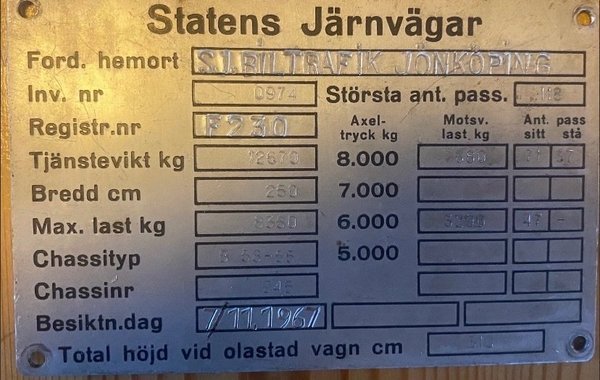 Statens Järnvägar
Ford. hemort S.J. BILTRAFIK JÖNKÖPING
Inv. nr 0974 Största ant. pass.
Registr.nr F230 Axel-tryck kg Motsv. last kg Ant. pass sitt stå
Tjänstevikt kg 12670 8.000
Bredd cm 250 7.000
Max. last kg 6.000 47 -
Chassityp 5.000
Chassinr
Besiktn.dag 7/11.1967
Total höjd vid olastad vagn cm